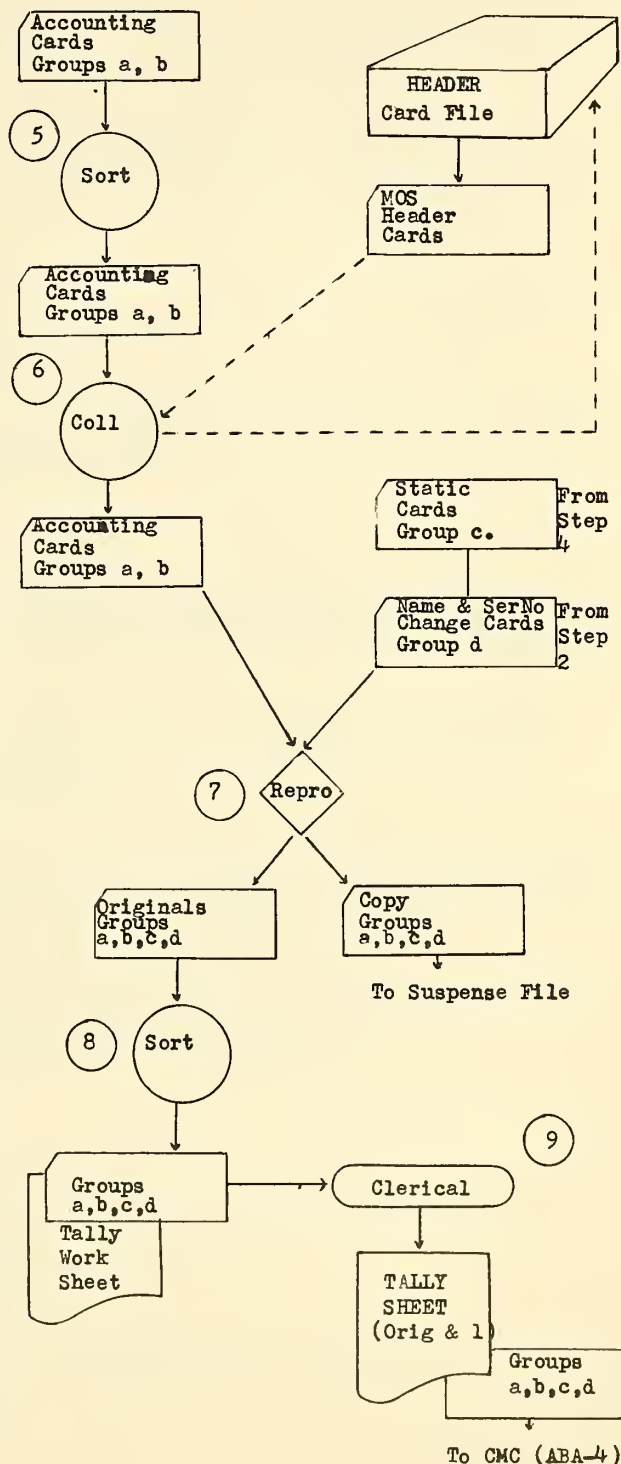 Accounting
Cards
Groups a, b
5
Sort
HEADER
Card File
MOS
Header
Cards
Accounting
Cards
Groups a, b
6
Coll
Accounting
Cards
Groups a, b
Static
Cards
Group c.
From
Step
4
Name & SerNo
Change Cards
Group d
From
Step
2
7
Repro
Originals
Groups
a,b,c,d
Copy
Groups
a,b,c,d
To Suspense File
8
Sort
9
Groups
a,b,c,d
Tally
Work
Sheet
Clerical
TALLY
SHEET
(Orig & 1)
Groups
a,b,c,d
To CMC (ABA-4)